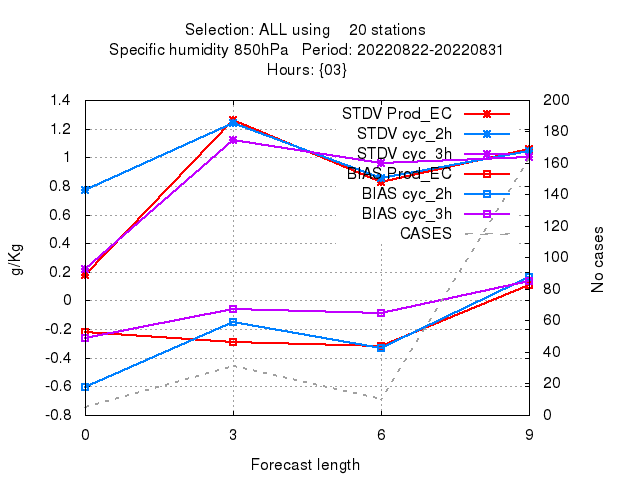 Selection: ALL using 20 stations
Specific humidity 850hPa Period: 20220822-20220831
Hours: {03}
1.4
1.2
1
0.8
0.6
0.4
0.2
0
-0.2
-0.4
-0.6
-0.8
g/Kg
200
180
160
140
120
100
80
60
40
20
0
No cases
STDV Prod_EC
STDV cyc_2h
STDV cyc_3h
BIAS Prod_EC
BIAS cyc_2h
BIAS cyc_3h
CASES
0 3 6 9
Forecast length